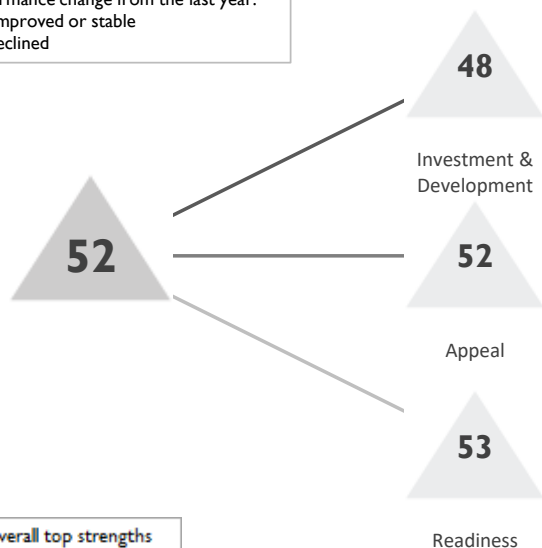 change from the last year:
mproved or stable
eclined
48
Investment &
Development
52
52
Appeal
53
verall top strengths
Readiness